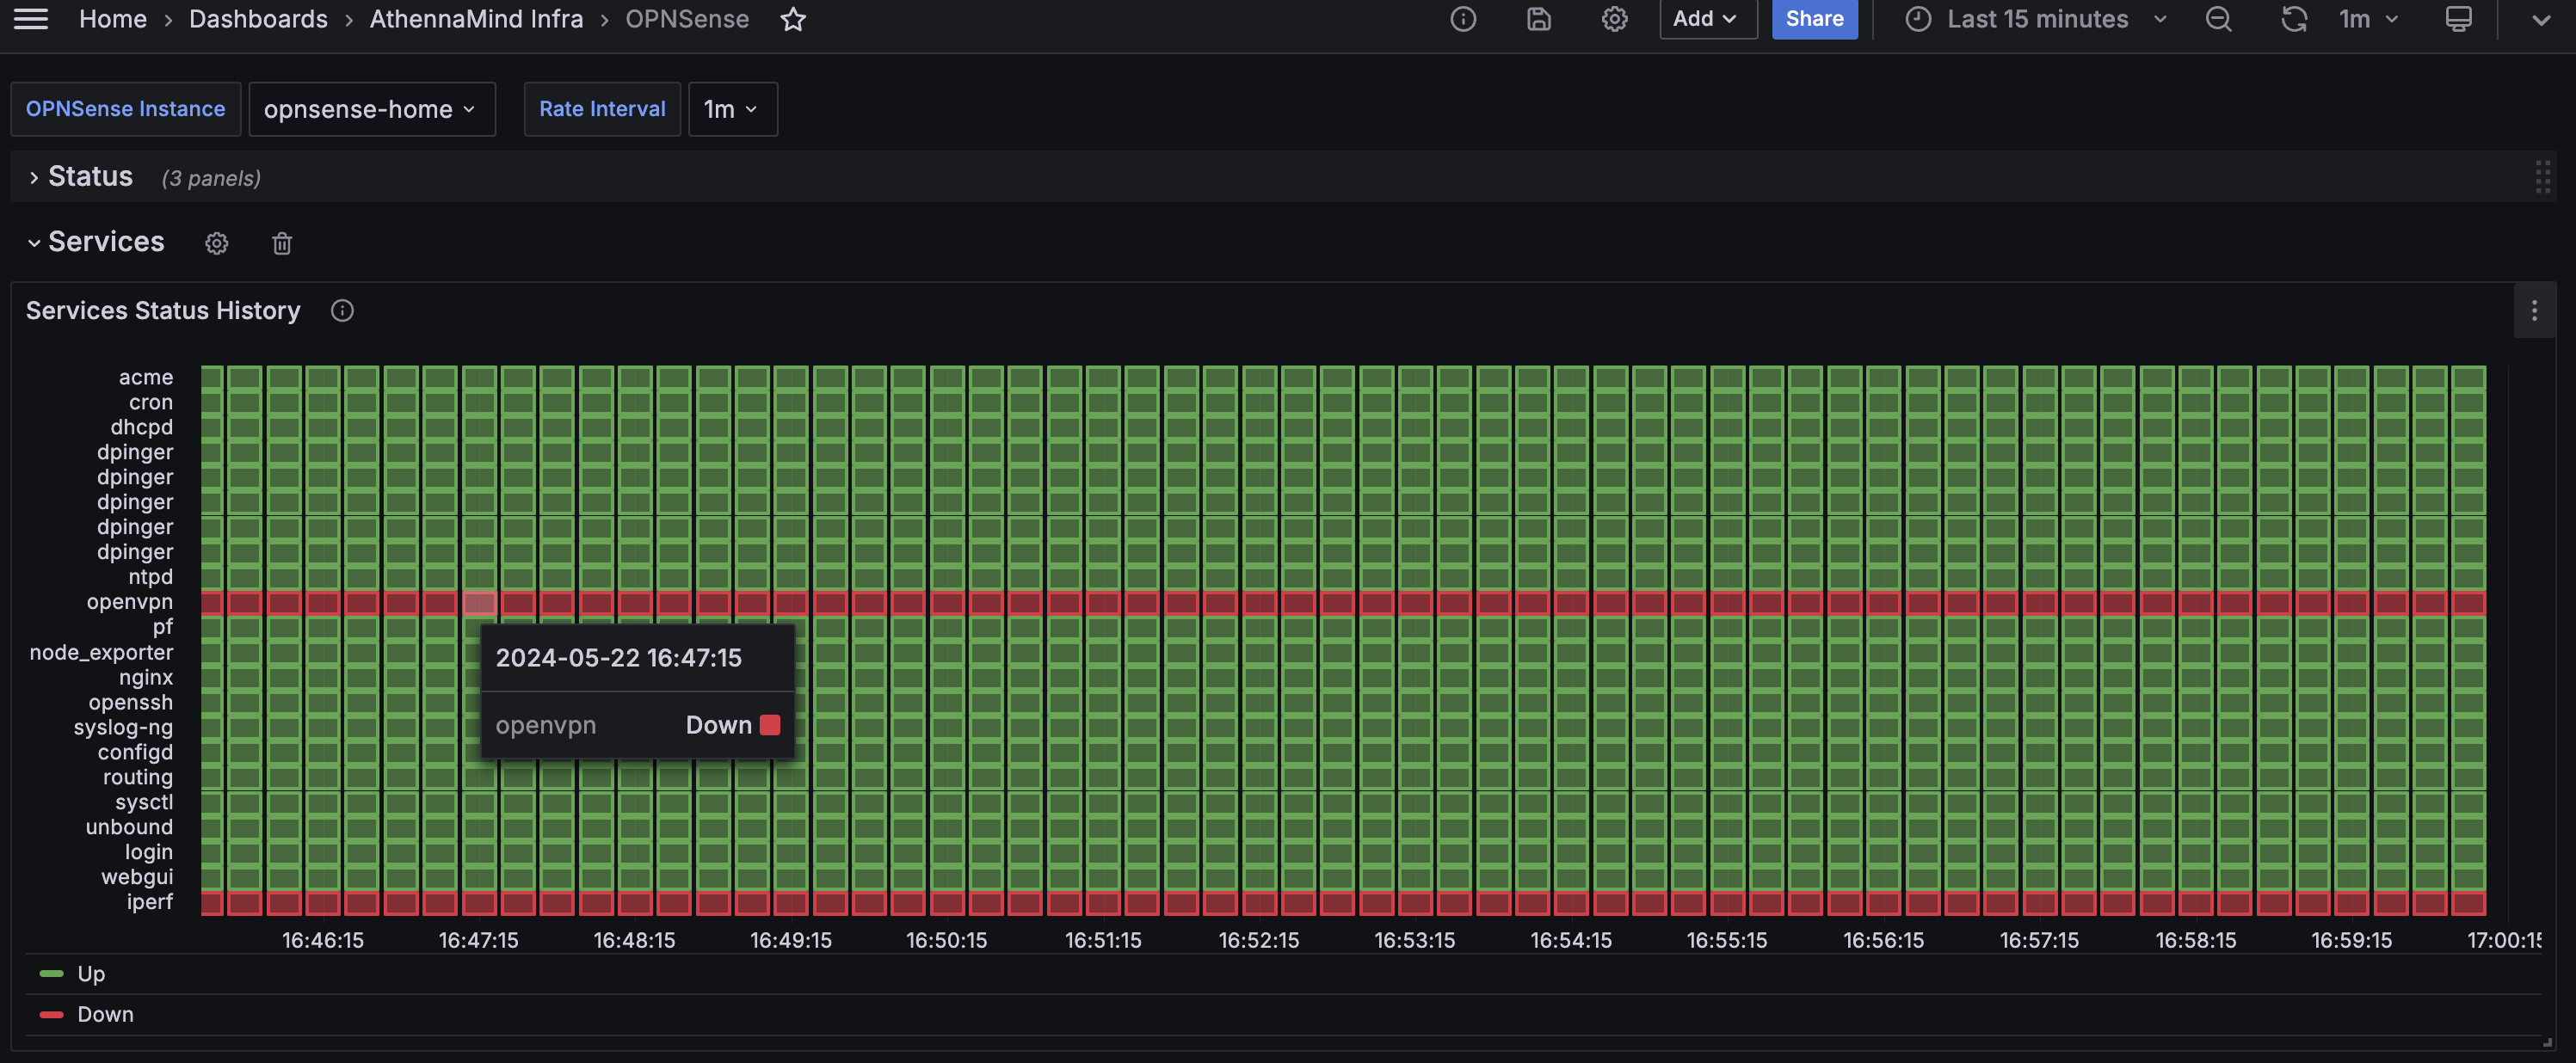 Home › Dashboards › AthennaMind Infra › OPNSense Add Share Last 15 minutes 1m
OPNSense Instance opnsense-home Rate Interval 1m
Status (3 panels)
Services
Services Status History
acme
cron
dhcpd
dpinger
dpinger
dpinger
dpinger
dpinger
ntpd
openvpn
pf
node_exporter
nginx
openssh
syslog-ng
configd
routing
sysctl
unbound
login
webgui
iperf
2024-05-22 16:47:15
openvpn Down
16:46:15 16:47:15 16:48:15 16:49:15 16:50:15 16:51:15 16:52:15 16:53:15 16:54:15 16:55:15 16:56:15 16:57:15 16:58:15 16:59:15 17:00:15
Up
Down